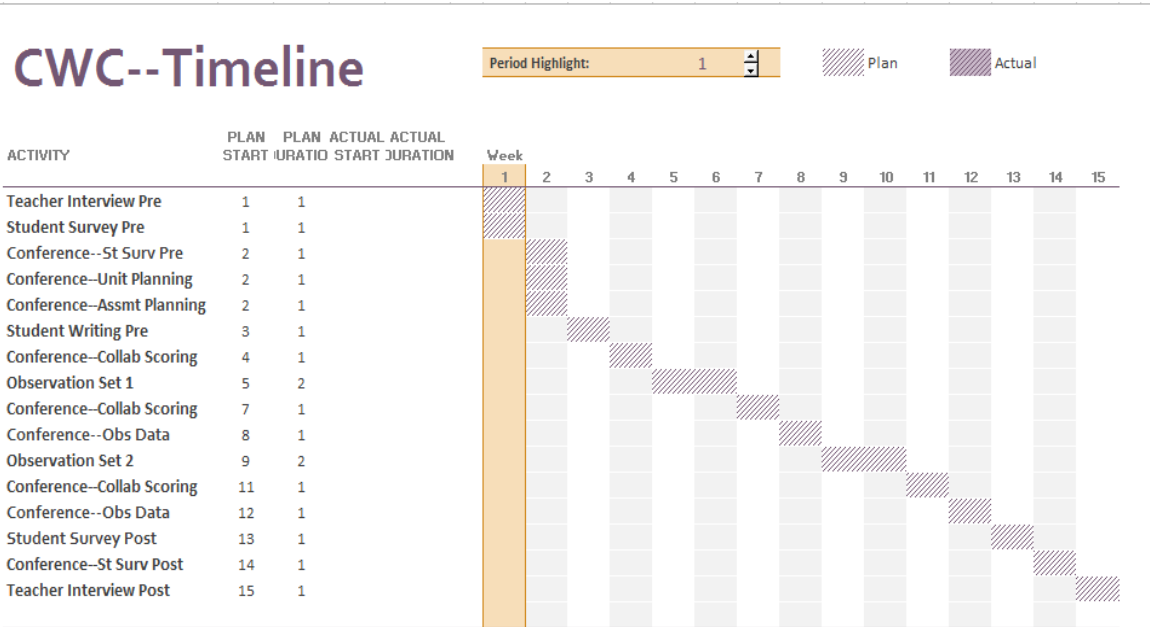 CWC--Timeline
Period Highlight: 1 Plan Actual
PLAN PLAN ACTUAL ACTUAL
ACTIVITY START URATIO START DURATION Week
1 2 3 4 5 6 7 8 9 10 11 12 13 14 15
Teacher Interview Pre 1 1
Student Survey Pre 1 1
Conference--St Surv Pre 2 1
Conference--Unit Planning 2 1
Conference--Assmt Planning 2 1
Student Writing Pre 3 1
Conference--Collab Scoring 4 1
Observation Set 1 5 2
Conference--Collab Scoring 7 1
Conference--Obs Data 8 1
Observation Set 2 9 2
Conference--Collab Scoring 11 1
Conference--Obs Data 12 1
Student Survey Post 13 1
Conference--St Surv Post 14 1
Teacher Interview Post 15 1